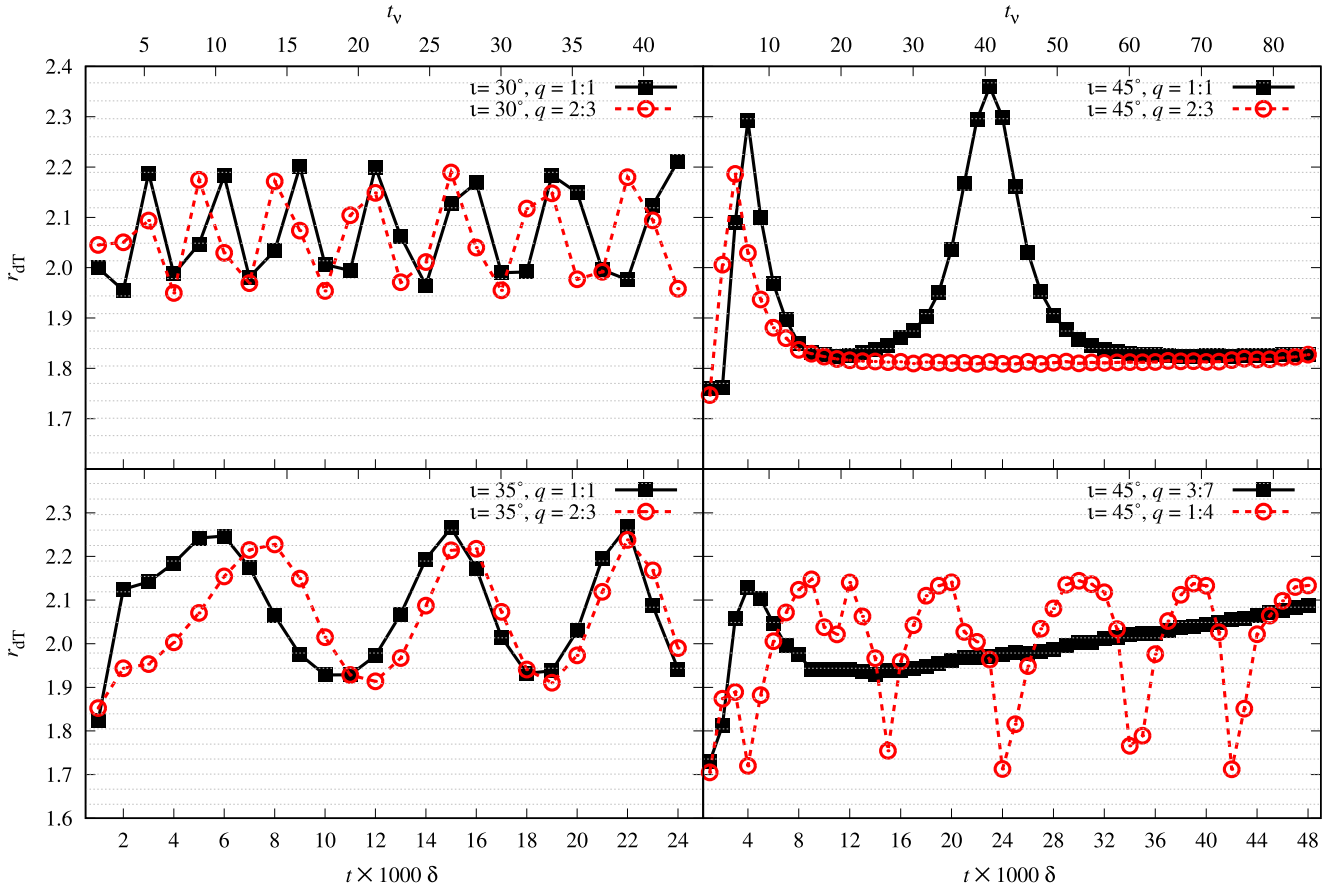 t_ν t_ν
5 10 15 20 25 30 35 40 10 20 30 40 50 60 70 80
2.4
2.3
2.2
2.1
2.0
1.9
1.8
1.7
r_dT
ι= 30°, q = 1:1
ι= 30°, q = 2:3
ι= 45°, q = 1:1
ι= 45°, q = 2:3
2.3
2.2
2.1
2.0
1.9
1.8
1.7
1.6
r_dT
ι= 35°, q = 1:1
ι= 35°, q = 2:3
ι= 45°, q = 3:7
ι= 45°, q = 1:4
2 4 6 8 10 12 14 16 18 20 22 24 4 8 12 16 20 24 28 32 36 40 44 48
t × 1000 δ t × 1000 δ